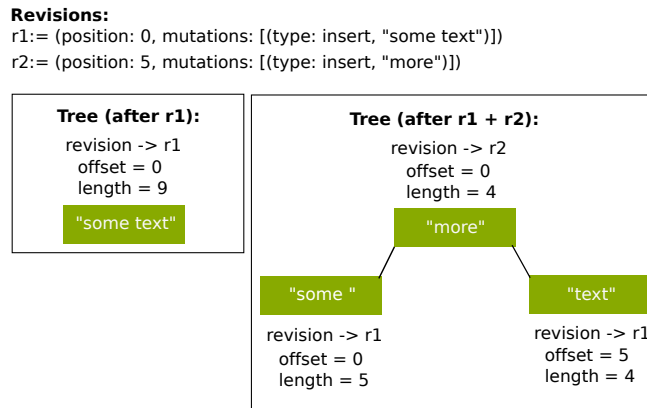 Revisions:
r1:= (position: 0, mutations: [(type: insert, "some text")])
r2:= (position: 5, mutations: [(type: insert, "more")])
Tree (after r1):
revision -> r1
offset = 0
length = 9
"some text"
Tree (after r1 + r2):
revision -> r2
offset = 0
length = 4
"more"
"some "
revision -> r1
offset = 0
length = 5
"text"
revision -> r1
offset = 5
length = 4